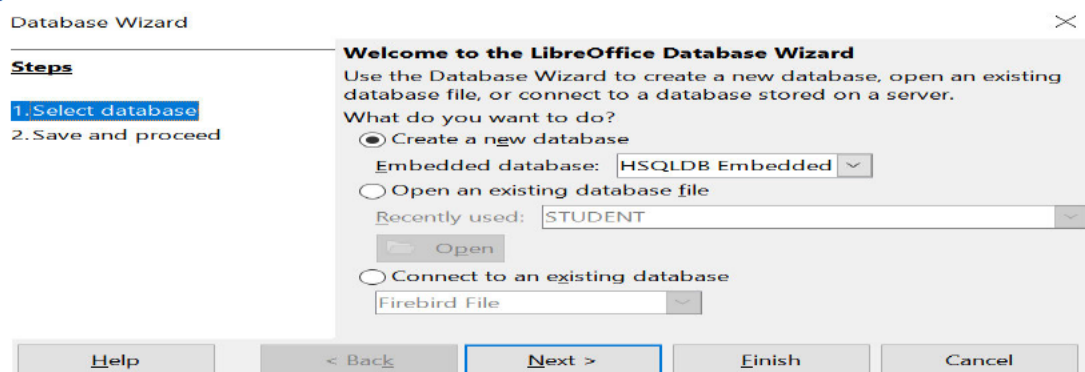 Database Wizard
Steps
1. Select database
2. Save and proceed
Welcome to the LibreOffice Database Wizard
Use the Database Wizard to create a new database, open an existing
database file, or connect to a database stored on a server.
What do you want to do?
Create a new database
Embedded database: HSQLDB Embedded
Open an existing database file
Recently used: STUDENT
Open
Connect to an existing database
Firebird File
Help < Back Next > Finish Cancel